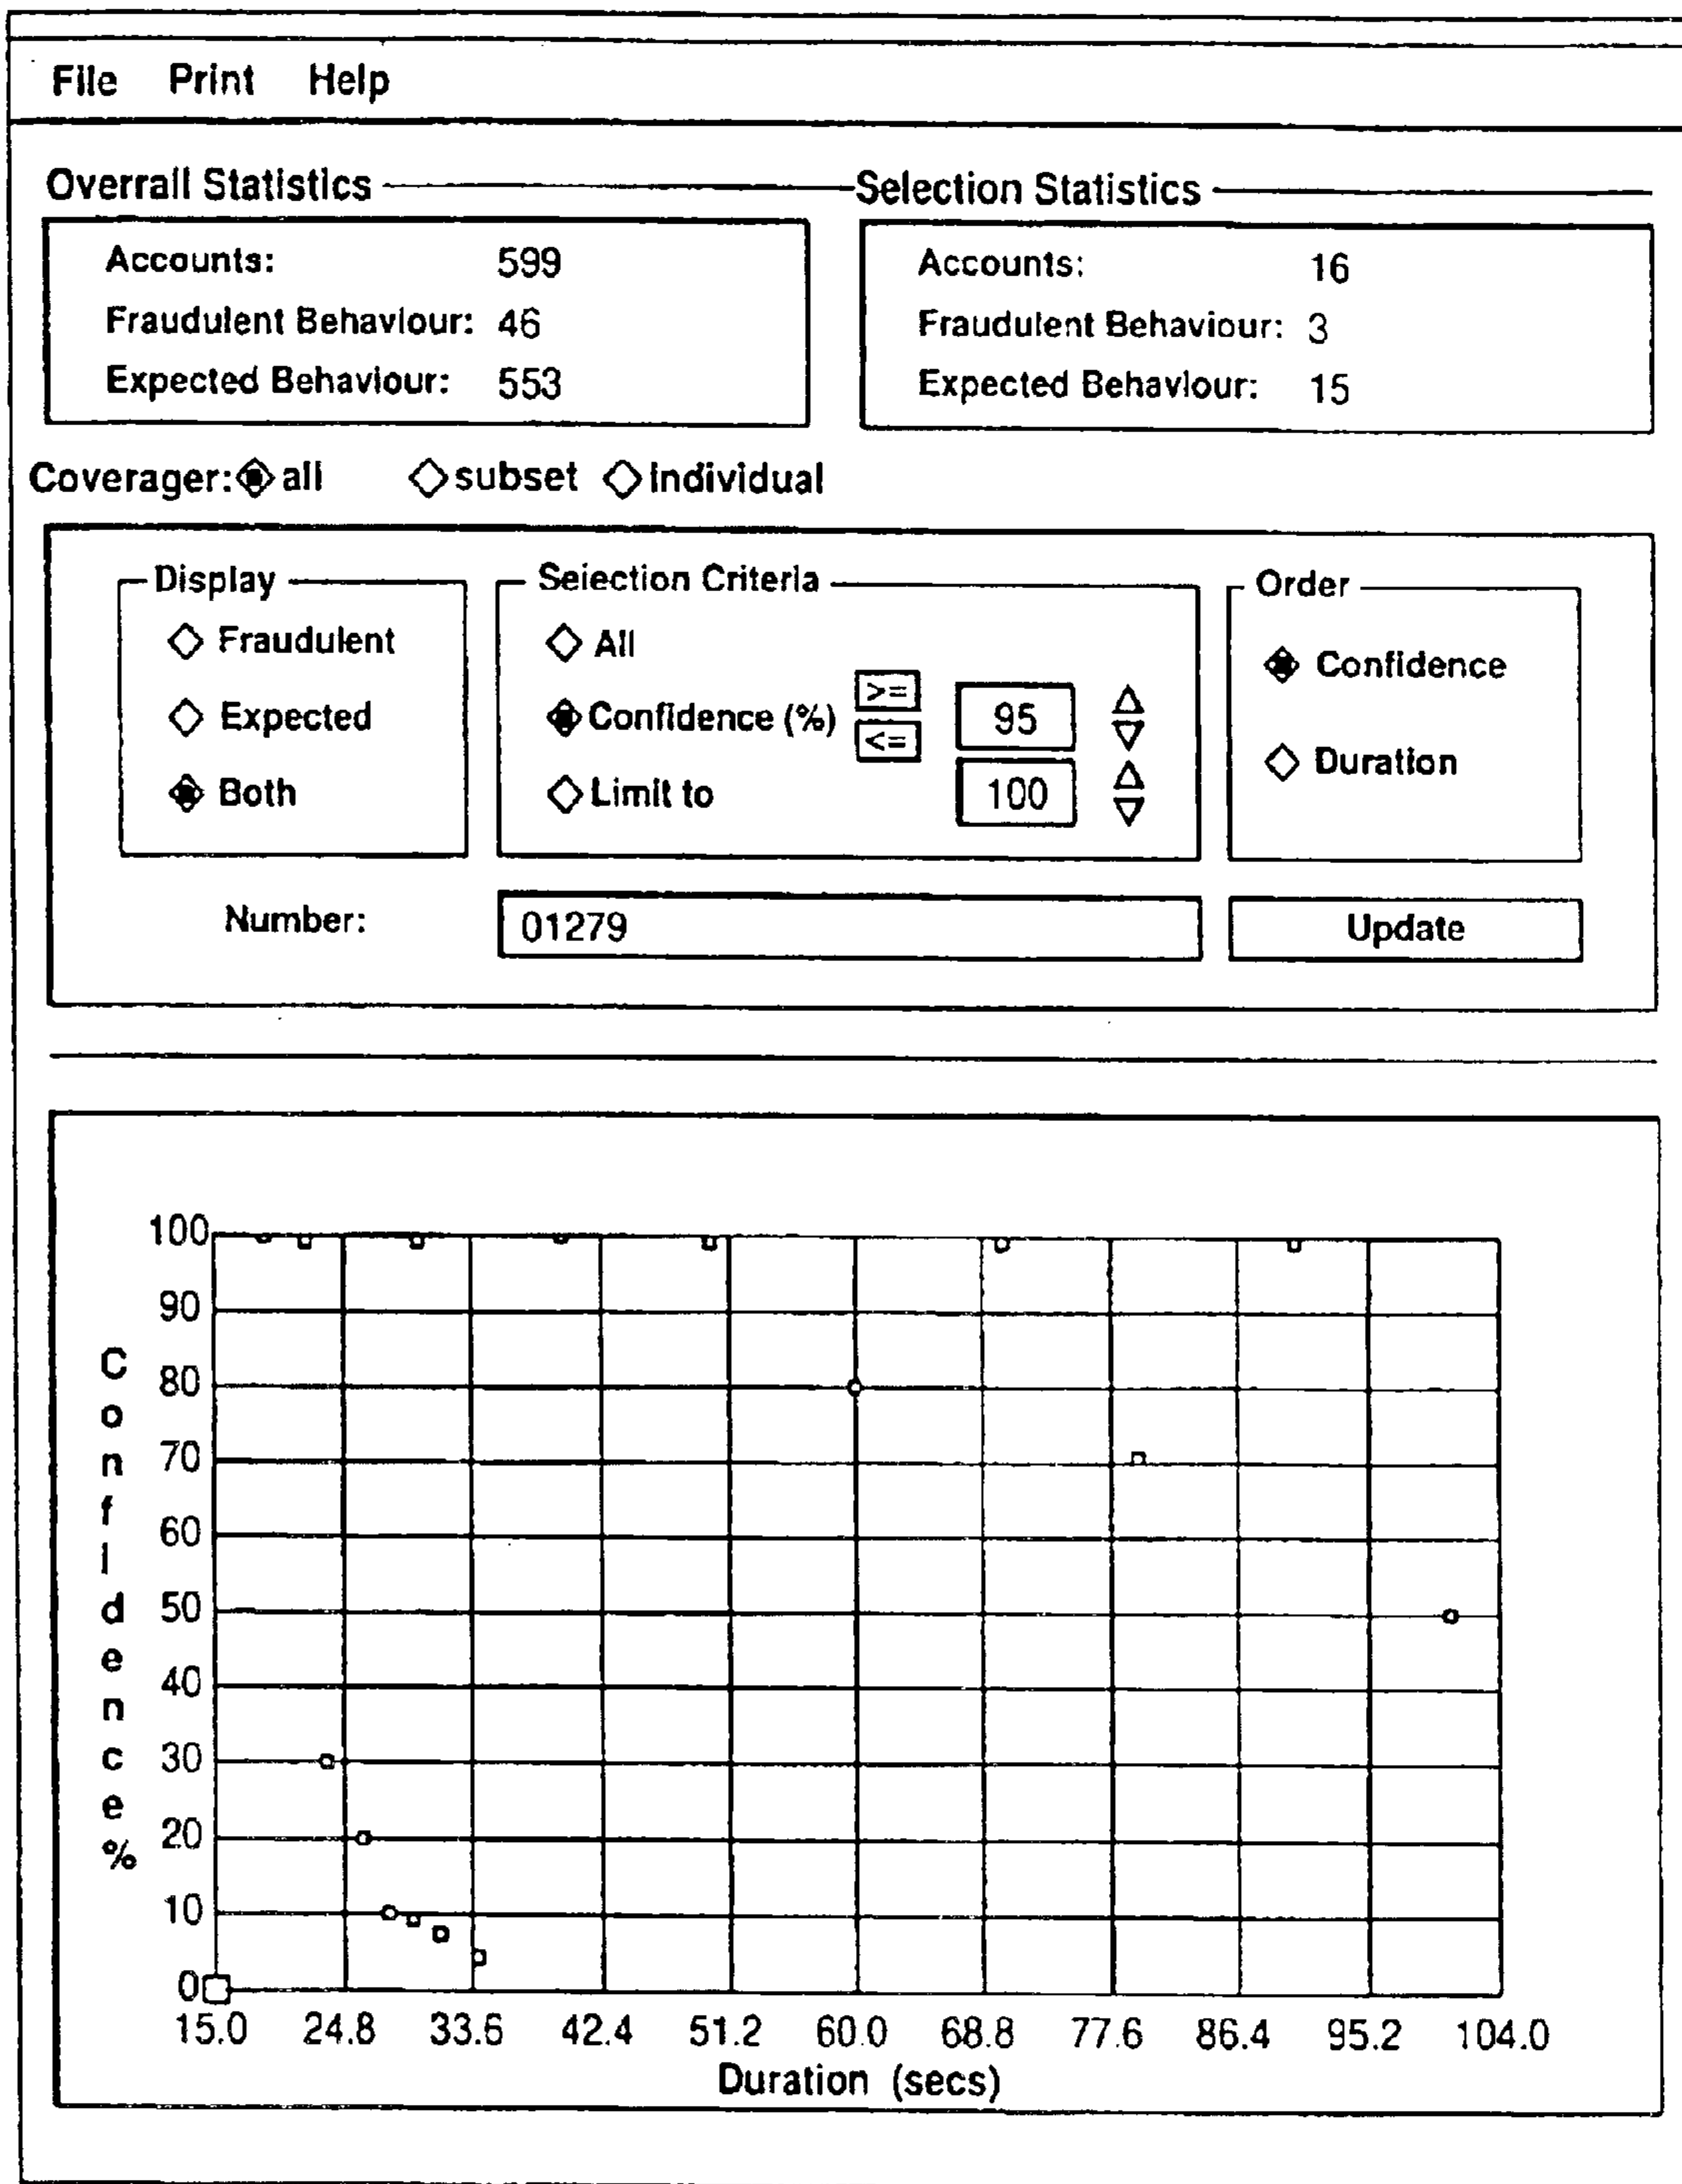 File Print Help
Overrall Statistics
Accounts: 599
Fraudulent Behaviour: 46
Expected Behaviour: 553
Selection Statistics
Accounts: 16
Fraudulent Behaviour: 3
Expected Behaviour: 15
Coverager: all subset individual
Display
Fraudulent
Expected
Both
Selection Criteria
All
Confidence (%) >= <= 95
Limit to 100
Order
Confidence
Duration
Number: 01279 Update
Confidence %
100
90
80
70
60
50
40
30
20
10
0
15.0 24.8 33.6 42.4 51.2 60.0 68.8 77.6 86.4 95.2 104.0
Duration (secs)